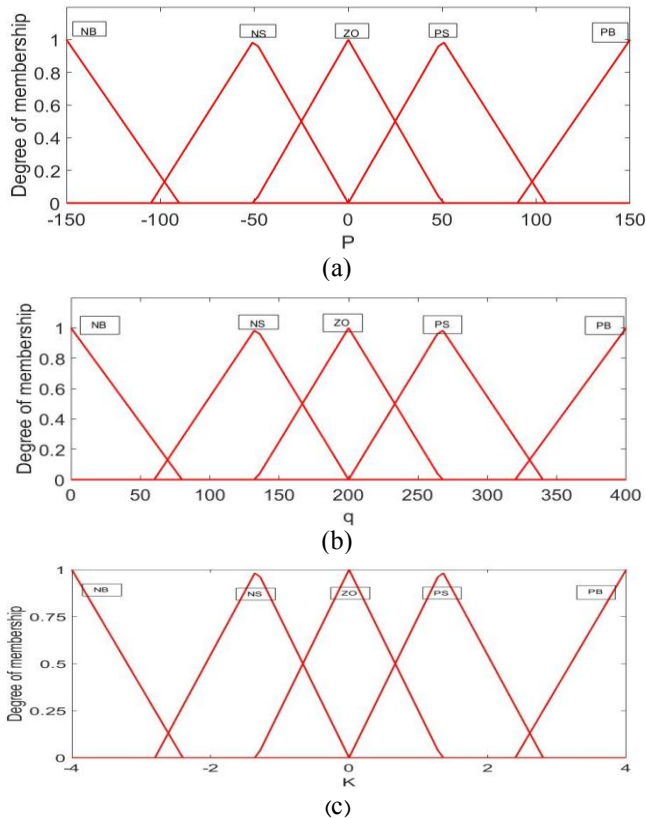 NB NS ZO PS PB
1
0.8
0.6
0.4
0.2
0
Degree of membership
-150 -100 -50 0 50 100 150
P
(a)
NB NS ZO PS PB
1
0.8
0.6
0.4
0.2
0
Degree of membership
0 50 100 150 200 250 300 350 400
q
(b)
1
NB NS ZO PS PB
0.75
0.5
0.25
0
Degree of membership
-4 -2 0 2 4
K
(c)